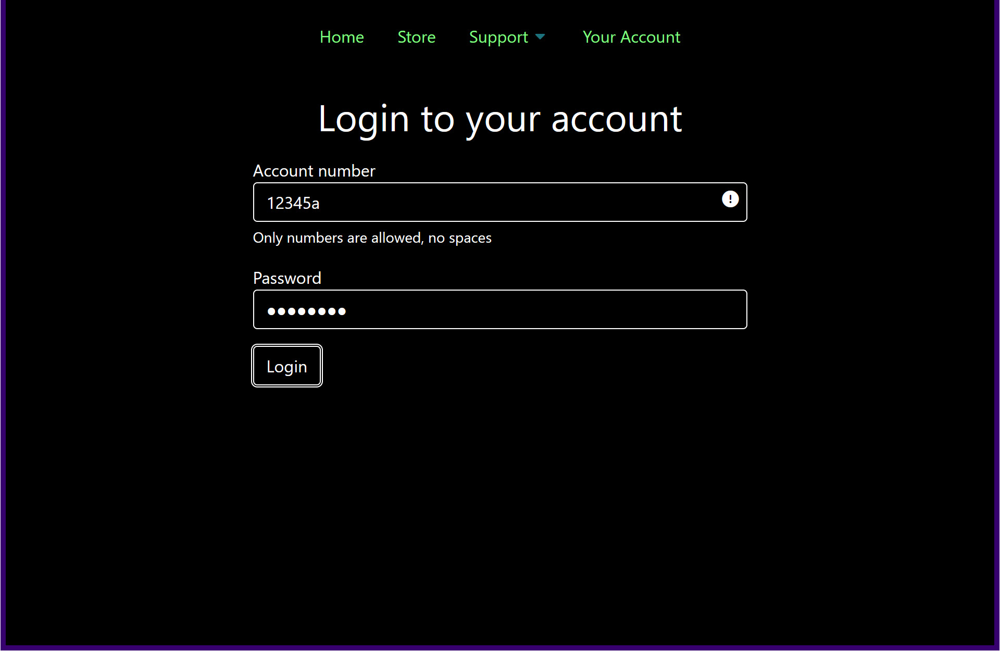 Home Store Support Your Account
Login to your account
Account number
12345a
Only numbers are allowed, no spaces
Password
●●●●●●●●
Login